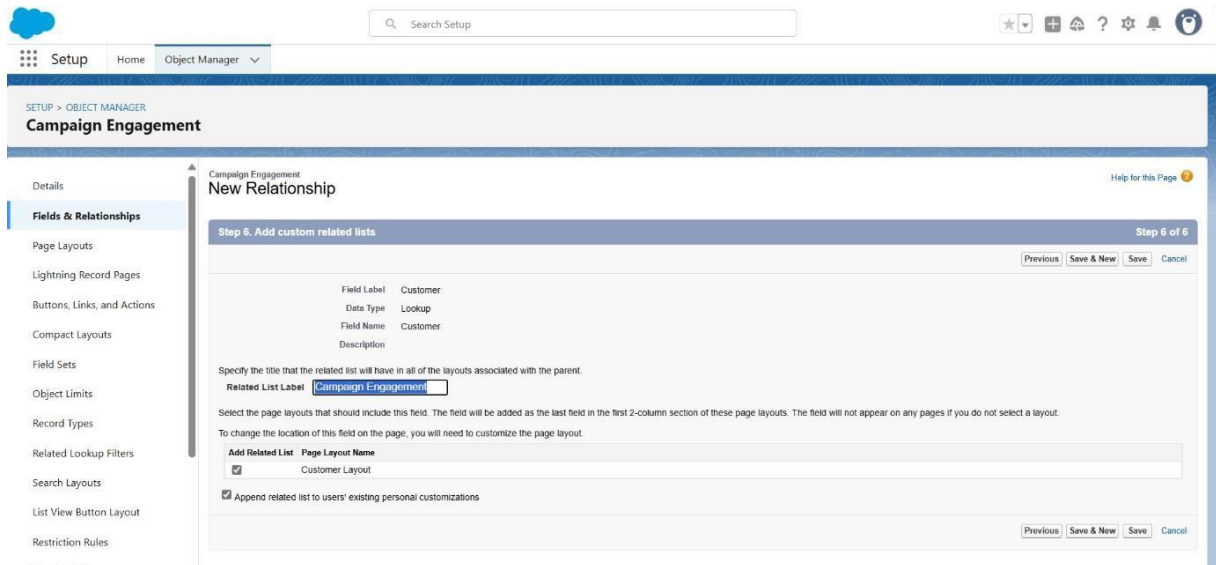 Search Setup
Setup Home Object Manager
SETUP > OBJECT MANAGER
Campaign Engagement
Details
Fields & Relationships
Page Layouts
Lightning Record Pages
Buttons, Links, and Actions
Compact Layouts
Field Sets
Object Limits
Record Types
Related Lookup Filters
Search Layouts
List View Button Layout
Restriction Rules
Campaign Engagement
New Relationship
Help for this Page
Step 6. Add custom related lists Step 6 of 6
Previous Save & New Save Cancel
Field Label Customer
Data Type Lookup
Field Name Customer
Description
Specify the title that the related list will have in all of the layouts associated with the parent.
Related List Label Campaign Engagement
Select the page layouts that should include this field. The field will be added as the last field in the first 2-column section of these page layouts. The field will not appear on any pages if you do not select a layout.
To change the location of this field on the page, you will need to customize the page layout.
Add Related List Page Layout Name
Customer Layout
Append related list to users' existing personal customizations
Previous Save & New Save Cancel